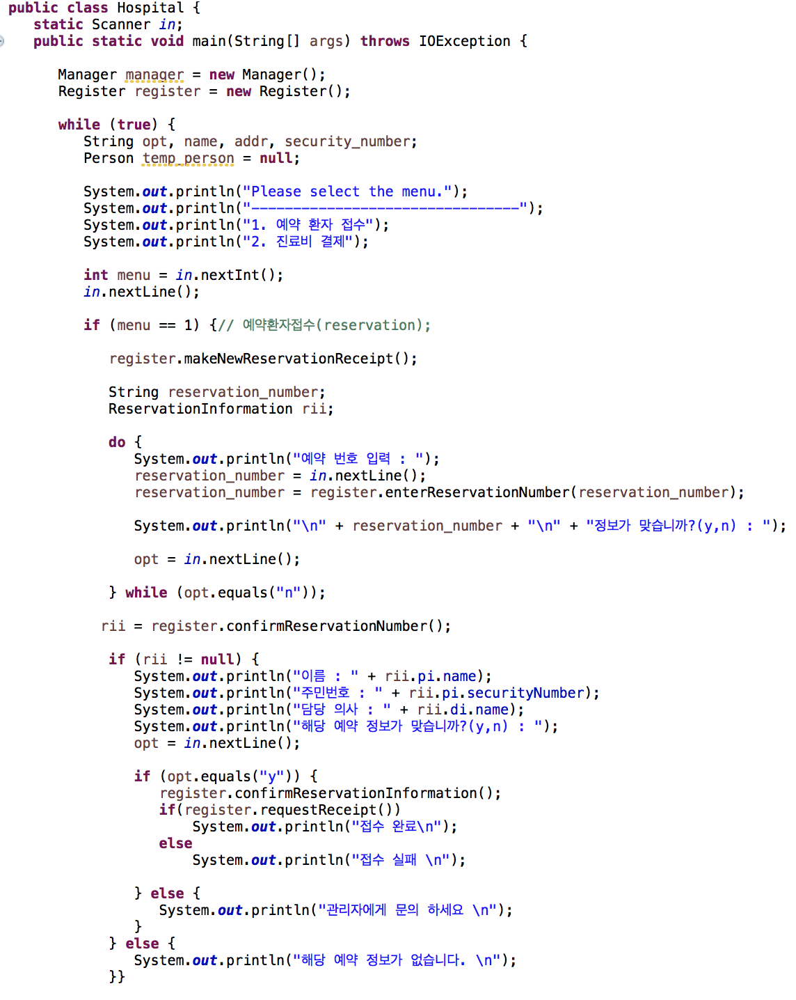 public class Hospital {
static Scanner in;
public static void main(String[] args) throws IOException {
Manager manager = new Manager();
Register register = new Register();
while (true) {
String opt, name, addr, security_number;
Person temp_person = null;
System.out.println("Please select the menu.");
System.out.println("--------------------------------");
System.out.println("1. 예약 환자 접수");
System.out.println("2. 진료비 결제");
int menu = in.nextInt();
in.nextLine();
if (menu == 1) {// 예약환자접수(reservation);
register.makeNewReservationReceipt();
String reservation_number;
ReservationInformation rii;
do {
System.out.println("예약 번호 입력 : ");
reservation_number = in.nextLine();
reservation_number = register.enterReservationNumber(reservation_number);
System.out.println("\n" + reservation_number + "\n" + "정보가 맞습니까?(y,n) : ");
opt = in.nextLine();
} while (opt.equals("n"));
rii = register.confirmReservationNumber();
if (rii != null) {
System.out.println("이름 : " + rii.pi.name);
System.out.println("주민번호 : " + rii.pi.securityNumber);
System.out.println("담당 의사 : " + rii.di.name);
System.out.println("해당 예약 정보가 맞습니까?(y,n) : ");
opt = in.nextLine();
if (opt.equals("y")) {
register.confirmReservationInformation();
if(register.requestReceipt())
System.out.println("접수 완료\n");
else
System.out.println("접수 실패 \n");
} else {
System.out.println("관리자에게 문의 하세요 \n");
}
} else {
System.out.println("해당 예약 정보가 없습니다. \n");
}}